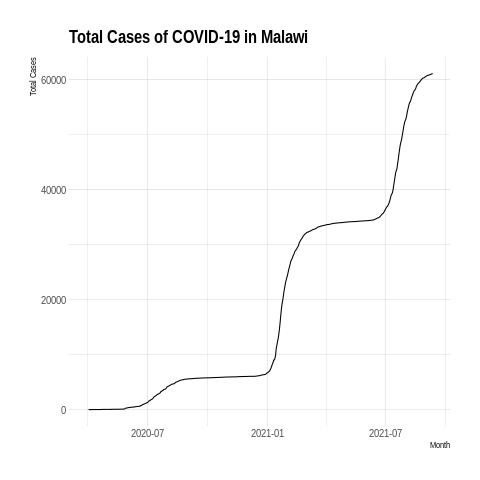 Total Cases of COVID-19 in Malawi
Total Cases
60000
40000
20000
0
2020-07 2021-01 2021-07
Month